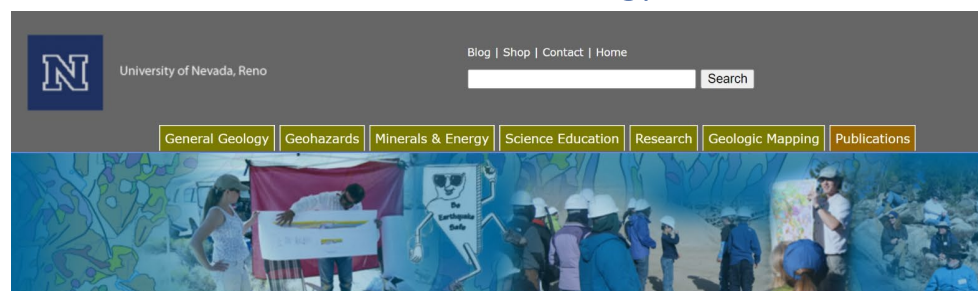 Blog | Shop | Contact | Home
N
University of Nevada, Reno
Search
General Geology Geohazards Minerals & Energy Science Education Research Geologic Mapping Publications
Be
Earthquake
Safe